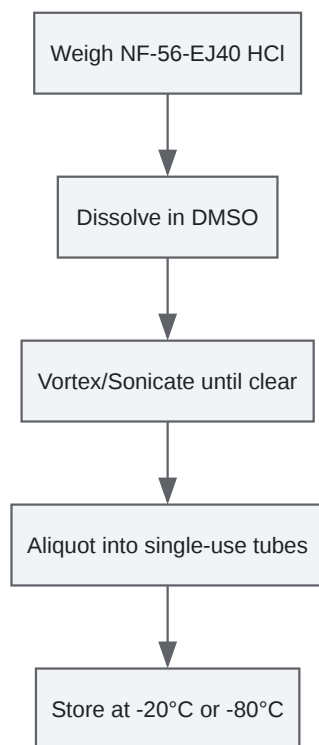 Weigh NF-56-EJ40 HCl
Dissolve in DMSO
Vortex/Sonicate until clear
Aliquot into single-use tubes
Store at -20°C or -80°C